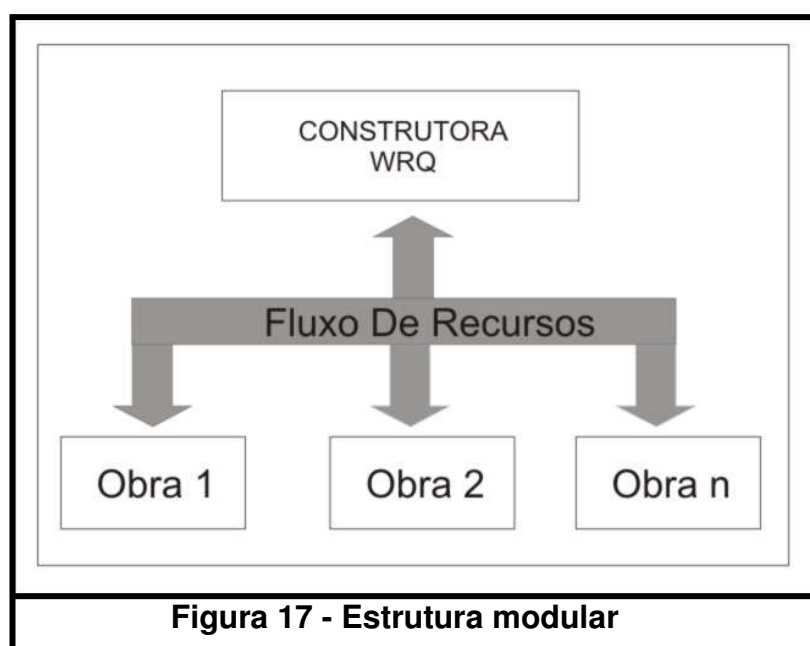 CONSTRUTORA
WRQ
Fluxo De Recursos
Obra 1
Obra 2
Obra n
Figura 17 - Estrutura modular